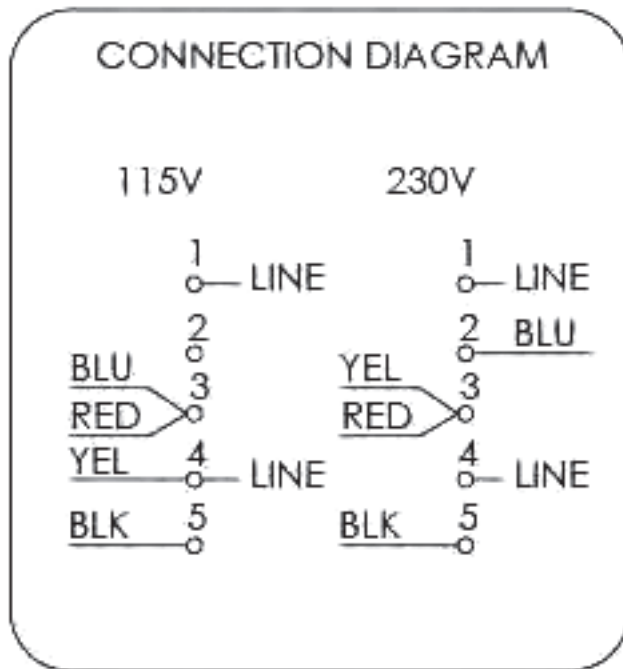 CONNECTION DIAGRAM
115V 230V
1 LINE 1 LINE
2 2 BLU
BLU 3 YEL 3
RED RED
YEL 4 LINE 4 LINE
BLK 5 BLK 5